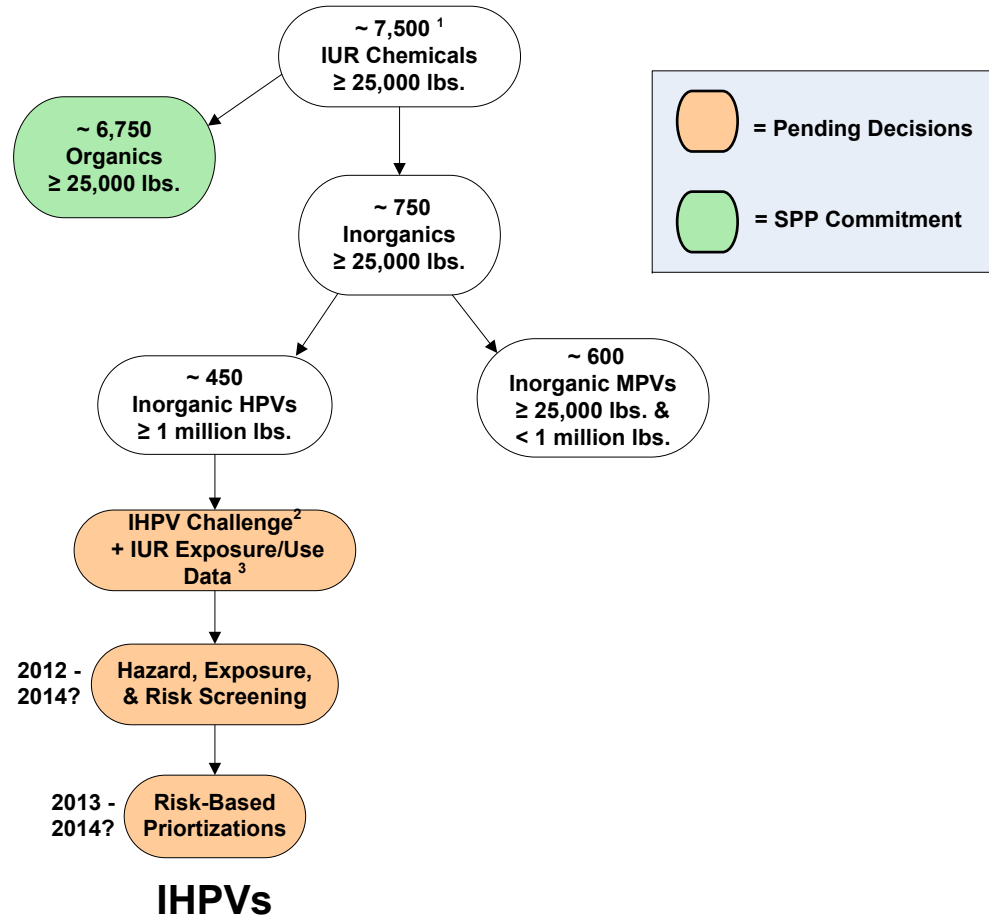 ~ 7,500 1
IUR Chemicals
≥ 25,000 lbs.
~ 6,750
Organics
≥ 25,000 lbs.
= Pending Decisions
= SPP Commitment
~ 750
Inorganics
≥ 25,000 lbs.
~ 450
Inorganic HPVs
≥ 1 million lbs.
~ 600
Inorganic MPVs
≥ 25,000 lbs. &
< 1 million lbs.
IHPV Challenge2
+ IUR Exposure/Use
Data 3
2012 -
2014?
Hazard, Exposure,
& Risk Screening
2013 -
2014?
Risk-Based
Priortizations
IHPVs